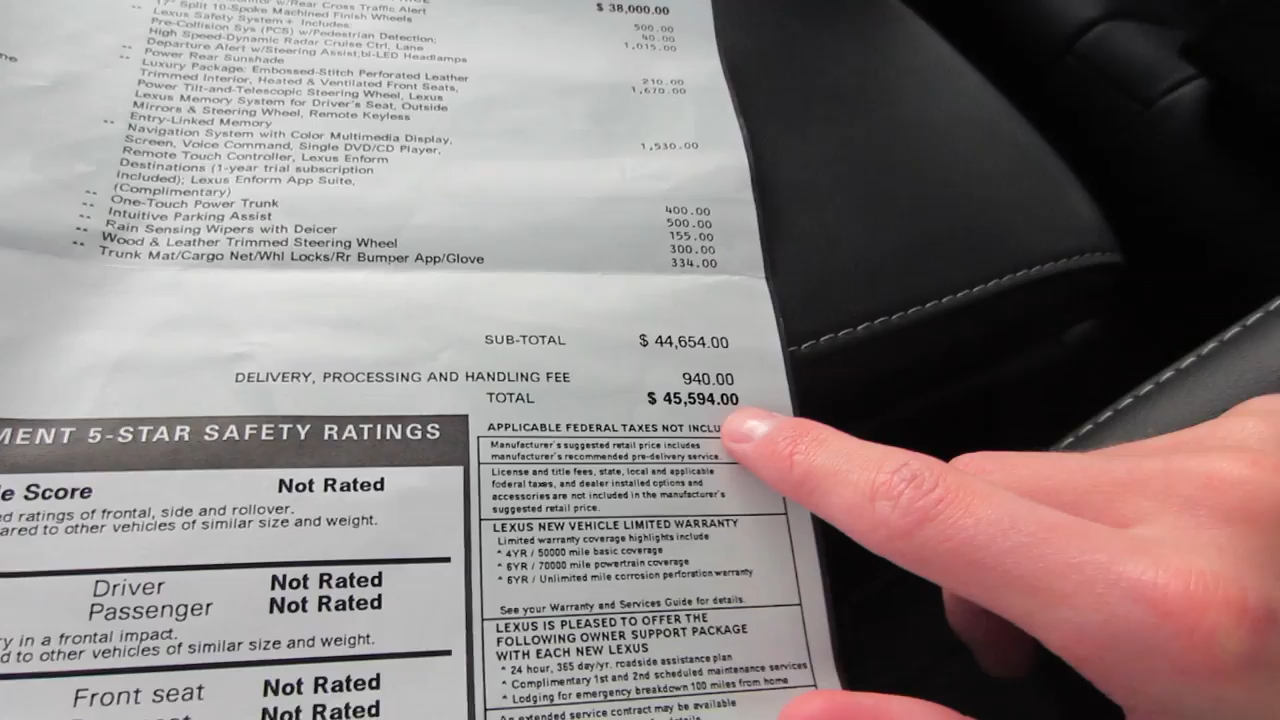 w/Rear Cross Traffic Alert
$ 38,000.00
-- 17" Split 10-Spoke Machined Finish Wheels
500.00
Lexus Safety System+ Includes:
40.00
Pre-Collision Sys (PCS) w/Pedestrian Detection;
1,015.00
High Speed-Dynamic Radar Cruise Ctrl, Lane
Departure Alert w/Steering Assist;bi-LED Headlamps
-- Power Rear Sunshade
210.00
-- Luxury Package: Embossed-Stitch Perforated Leather
1,670.00
Trimmed Interior, Heated & Ventilated Front Seats,
Power Tilt-and-Telescopic Steering Wheel, Lexus
Lexus Memory System for Driver's Seat, Outside
Mirrors & Steering Wheel, Remote Keyless
Entry-Linked Memory
-- Navigation System with Color Multimedia Display,
1,530.00
Screen, Voice Command, Single DVD/CD Player,
Remote Touch Controller, Lexus Enform
Destinations (1-year trial subscription
included); Lexus Enform App Suite,
(Complimentary)
-- One-Touch Power Trunk 400.00
-- Intuitive Parking Assist 500.00
-- Rain Sensing Wipers with Deicer 155.00
-- Wood & Leather Trimmed Steering Wheel 300.00
-- Trunk Mat/Cargo Net/Whl Locks/Rr Bumper App/Glove 334.00
SUB-TOTAL $ 44,654.00
DELIVERY, PROCESSING AND HANDLING FEE 940.00
TOTAL $ 45,594.00
APPLICABLE FEDERAL TAXES NOT INCLU
Manufacturer's suggested retail price includes
manufacturer's recommended pre-delivery service.
License and title fees, state, local and applicable
federal taxes, and dealer installed options and
accessories are not included in the manufacturer's
suggested retail price.
LEXUS NEW VEHICLE LIMITED WARRANTY
Limited warranty coverage highlights include
* 4YR / 50000 mile basic coverage
* 6YR / 70000 mile powertrain coverage
* 6YR / Unlimited mile corrosion perforation warranty
See your Warranty and Services Guide for details.
LEXUS IS PLEASED TO OFFER THE
FOLLOWING OWNER SUPPORT PACKAGE
WITH EACH NEW LEXUS
* 24 hour, 365 day/yr. roadside assistance plan
* Complimentary 1st and 2nd scheduled maintenance services
* Lodging for emergency breakdown 100 miles from home
An extended service contract may be available
MENT 5-STAR SAFETY RATINGS
le Score Not Rated
ed ratings of frontal, side and rollover.
ared to other vehicles of similar size and weight.
Driver Not Rated
Passenger Not Rated
ry in a frontal impact.
d to other vehicles of similar size and weight.
Front seat Not Rated
Not Rated